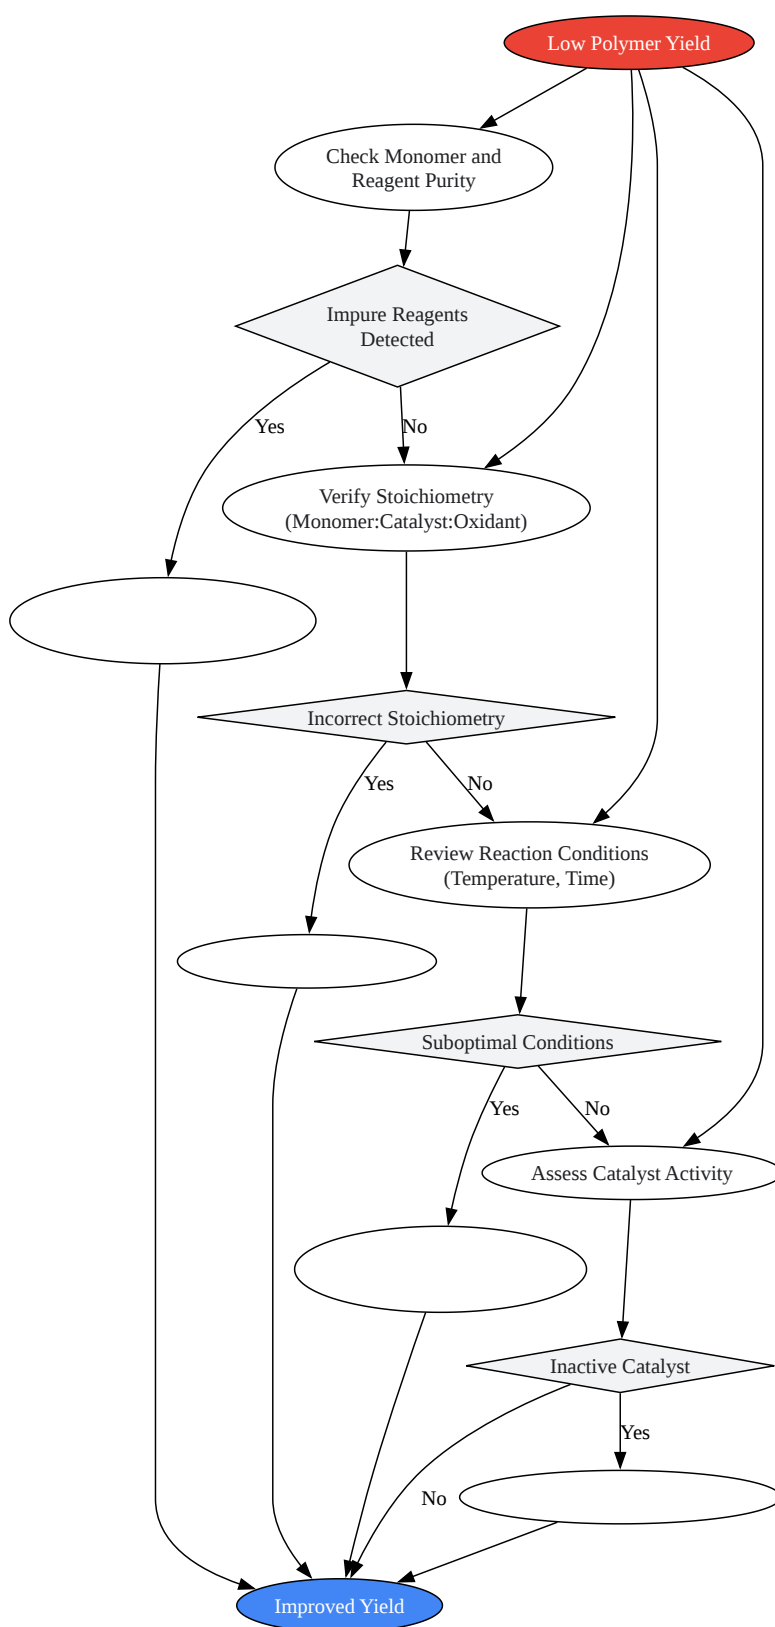 Low Polymer Yield
Check Monomer and
Reagent Purity
Impure Reagents
Detected
Yes
No
Verify Stoichiometry
(Monomer:Catalyst:Oxidant)
Incorrect Stoichiometry
Yes
No
Review Reaction Conditions
(Temperature, Time)
Suboptimal Conditions
Yes
No
Assess Catalyst Activity
Inactive Catalyst
Yes
No
Improved Yield